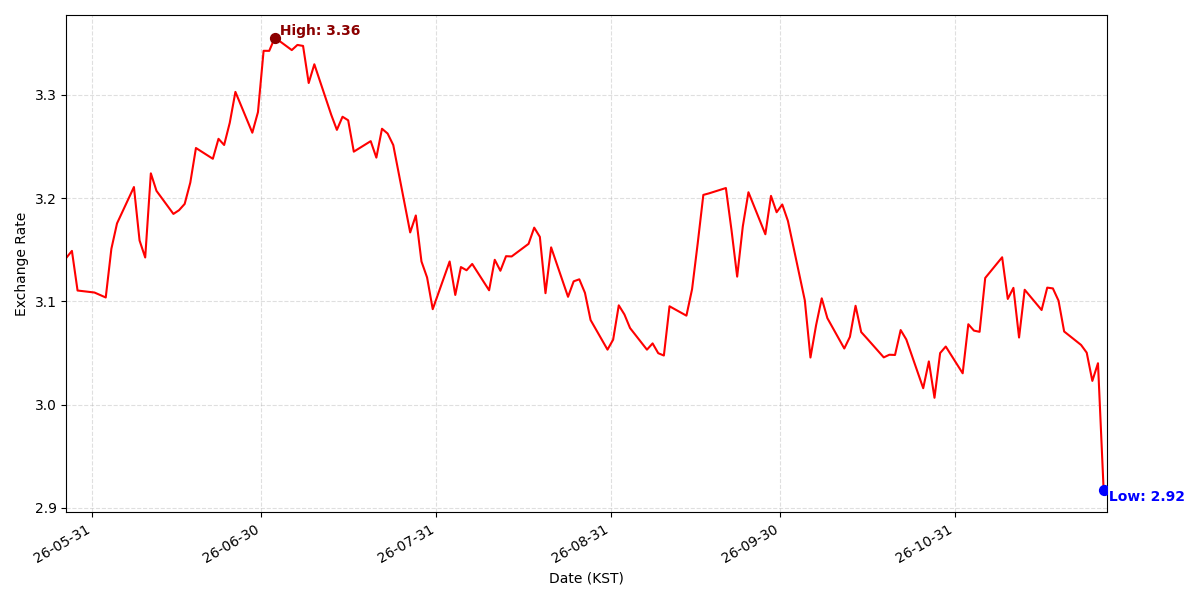 High: 3.36
3.3
3.2
3.1
3.0
2.9
Exchange Rate
Low: 2.92
26-05-31
26-06-30
26-07-31
26-08-31
26-09-30
26-10-31
Date (KST)